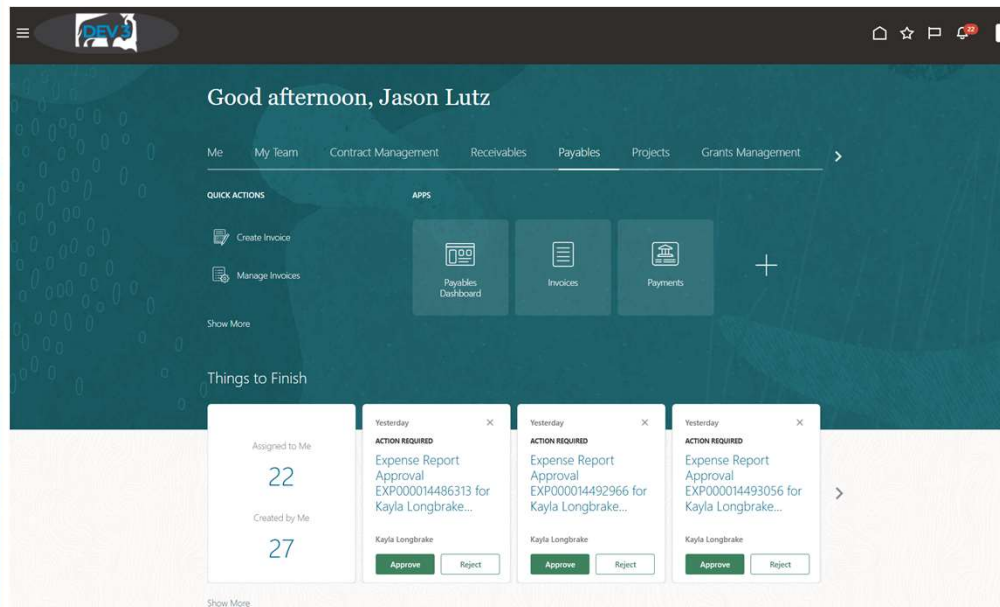 DEV3
22
Good afternoon, Jason Lutz
Me My Team Contract Management Receivables Payables Projects Grants Management
QUICK ACTIONS
APPS
Create Invoice
Manage Invoices
Show More
Payables
Dashboard
Invoices
Payments
Things to Finish
Assigned to Me
22
Created by Me
27
Yesterday
ACTION REQUIRED
Expense Report
Approval
EXP000014486313 for
Kayla Longbrake...
Kayla Longbrake
Approve Reject
Yesterday
ACTION REQUIRED
Expense Report
Approval
EXP000014492966 for
Kayla Longbrake...
Kayla Longbrake
Approve Reject
Yesterday
ACTION REQUIRED
Expense Report
Approval
EXP000014493056 for
Kayla Longbrake...
Kayla Longbrake
Approve Reject
Show More